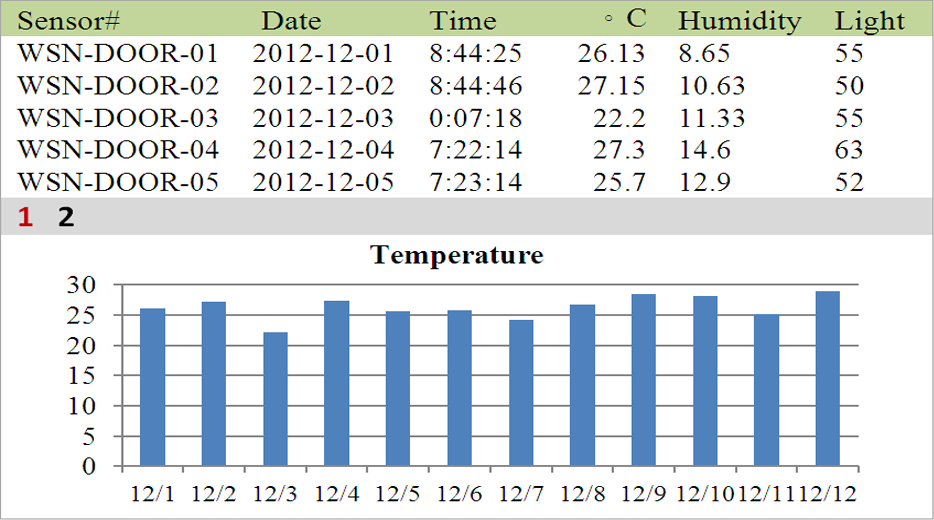 Sensor# Date Time ◦ C Humidity Light
WSN-DOOR-01 2012-12-01 8:44:25 26.13 8.65 55
WSN-DOOR-02 2012-12-02 8:44:46 27.15 10.63 50
WSN-DOOR-03 2012-12-03 0:07:18 22.2 11.33 55
WSN-DOOR-04 2012-12-04 7:22:14 27.3 14.6 63
WSN-DOOR-05 2012-12-05 7:23:14 25.7 12.9 52
1 2
Temperature
30
25
20
15
10
5
0
12/1 12/2 12/3 12/4 12/5 12/6 12/7 12/8 12/9 12/10 12/11 12/12